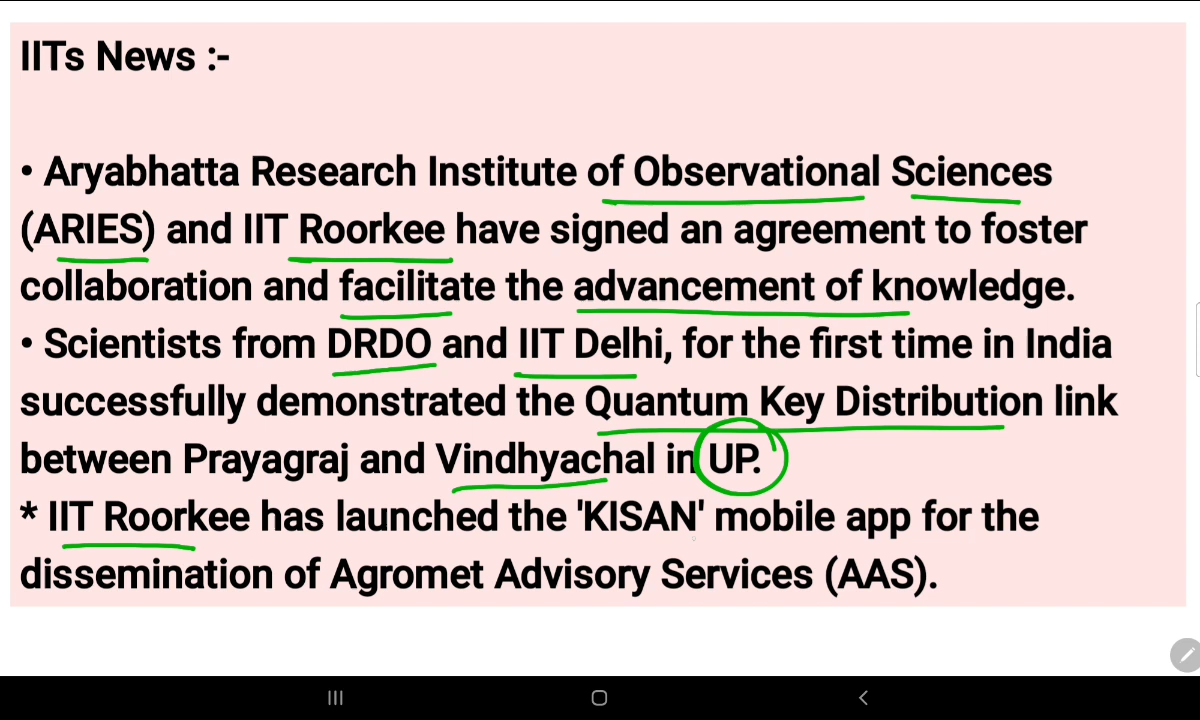 IITs News :-
• Aryabhatta Research Institute of Observational Sciences
(ARIES) and IIT Roorkee have signed an agreement to foster
collaboration and facilitate the advancement of knowledge.
• Scientists from DRDO and IIT Delhi, for the first time in India
successfully demonstrated the Quantum Key Distribution link
between Prayagraj and Vindhyachal in UP.
* IIT Roorkee has launched the 'KISAN' mobile app for the
dissemination of Agromet Advisory Services (AAS).